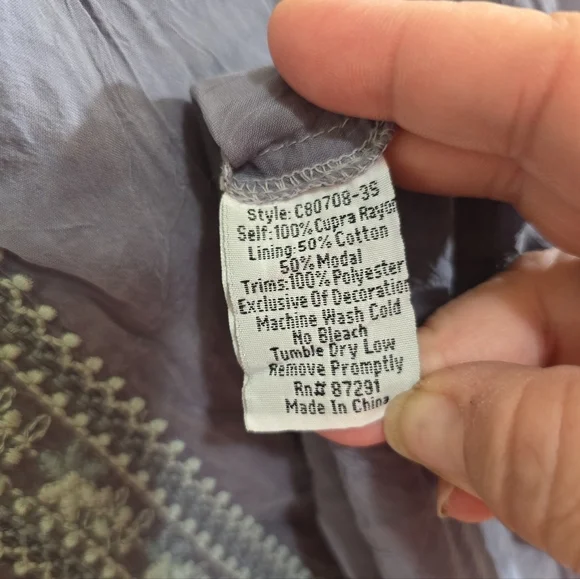 Style: C80708-3S
Self:100% Cupra Rayon
Lining:50% Cotton
50% Modal
Trims:100% Polyester
Exclusive Of Decoration
Machine Wash Cold
No Bleach
Tumble Dry Low
Remove Promptly
Rn# 87291
Made In China